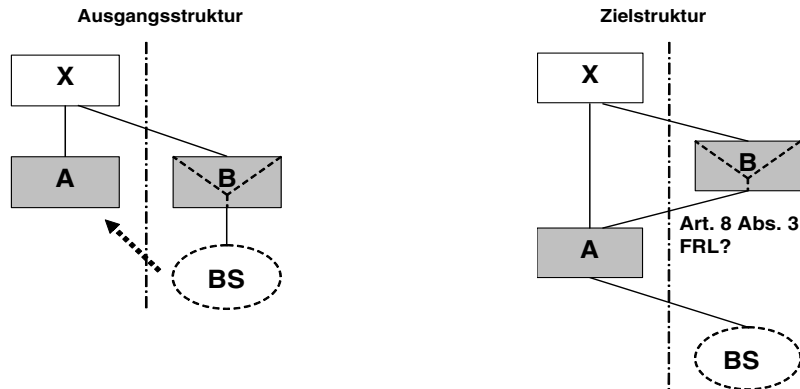 Ausgangsstruktur
X
A
B
BS
Zielstruktur
X
B
Art. 8 Abs. 3
FRL?
A
BS